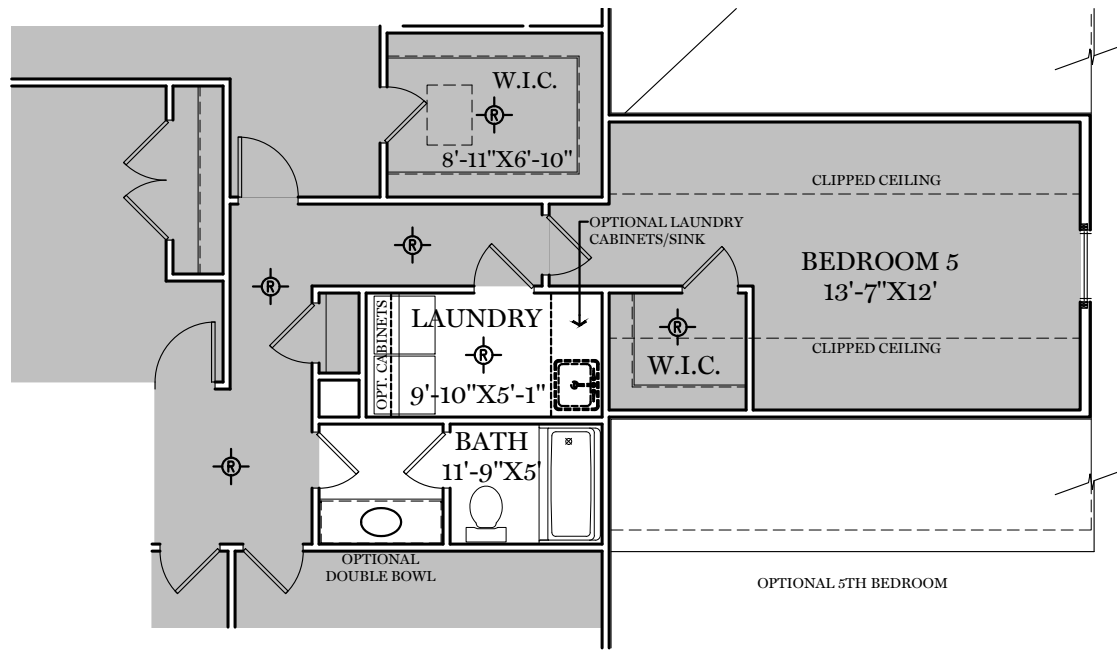 W.I.C.
R
8'-11"X6'-10"
CLIPPED CEILING
OPTIONAL LAUNDRY
CABINETS/SINK
R
BEDROOM 5
13'-7"X12'
R
OPT. CABINETS
LAUNDRY
R
9'-10"X5'-1"
R
W.I.C.
CLIPPED CEILING
BATH
11'-9"X5'
R
OPTIONAL
DOUBLE BOWL
OPTIONAL 5TH BEDROOM